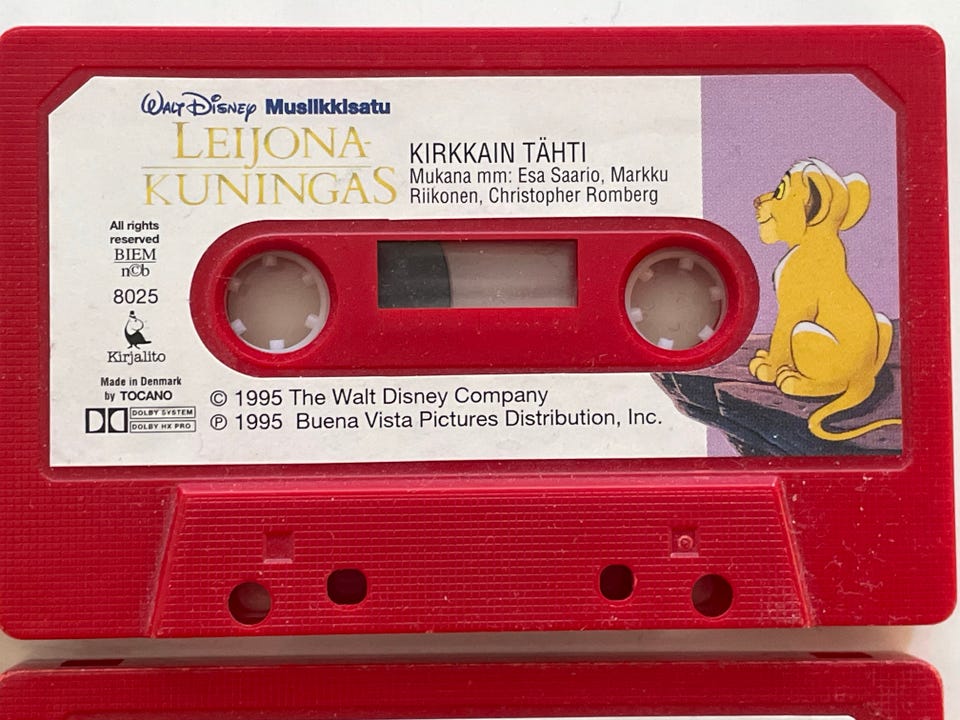 Walt Disney Musiikkisatu
LEIJONA-
KUNINGAS
KIRKKAIN TÄHTI
Mukana mm: Esa Saario, Markku
Riikonen, Christopher Romberg
All rights
reserved
BIEM
n©b
8025
Kirjalito
Made in Denmark
by TOCANO
DOLBY SYSTEM
DOLBY HX PRO
© 1995 The Walt Disney Company
℗ 1995 Buena Vista Pictures Distribution, Inc.